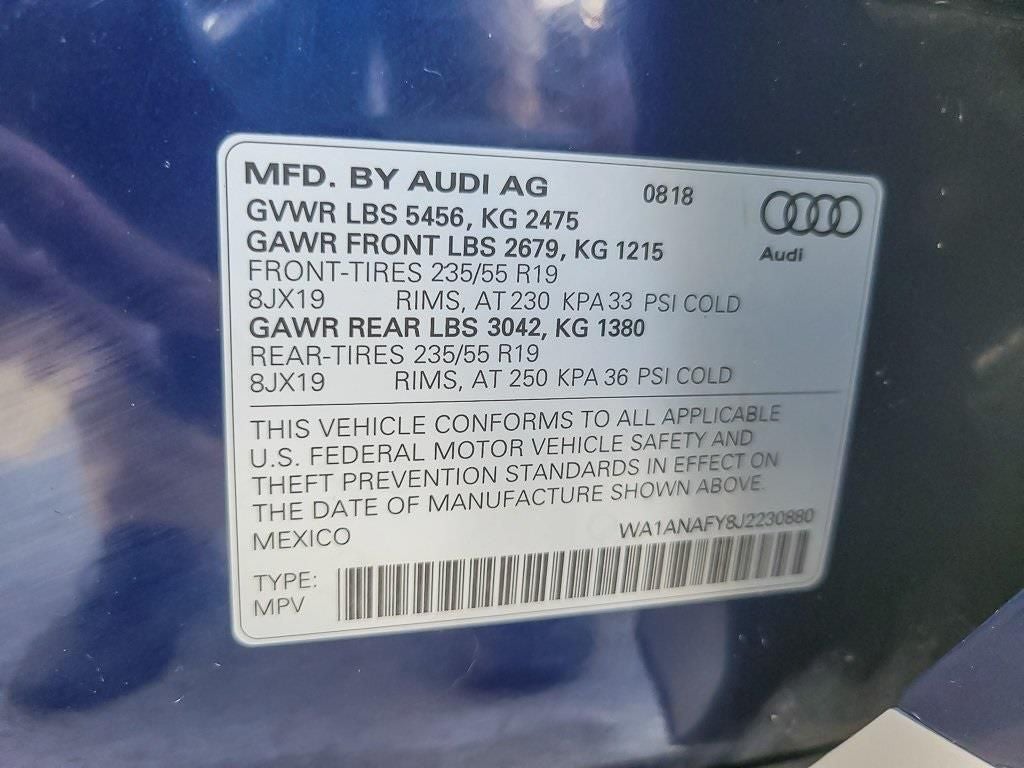 MFD. BY AUDI AG 0818
GVWR LBS 5456, KG 2475
GAWR FRONT LBS 2679, KG 1215
Audi
FRONT-TIRES 235/55 R19
8JX19 RIMS, AT 230 KPA 33 PSI COLD
GAWR REAR LBS 3042, KG 1380
REAR-TIRES 235/55 R19
8JX19 RIMS, AT 250 KPA 36 PSI COLD
THIS VEHICLE CONFORMS TO ALL APPLICABLE
U.S. FEDERAL MOTOR VEHICLE SAFETY AND
THEFT PREVENTION STANDARDS IN EFFECT ON
THE DATE OF MANUFACTURE SHOWN ABOVE.
MEXICO WA1ANAFY8J2230880
TYPE:
MPV